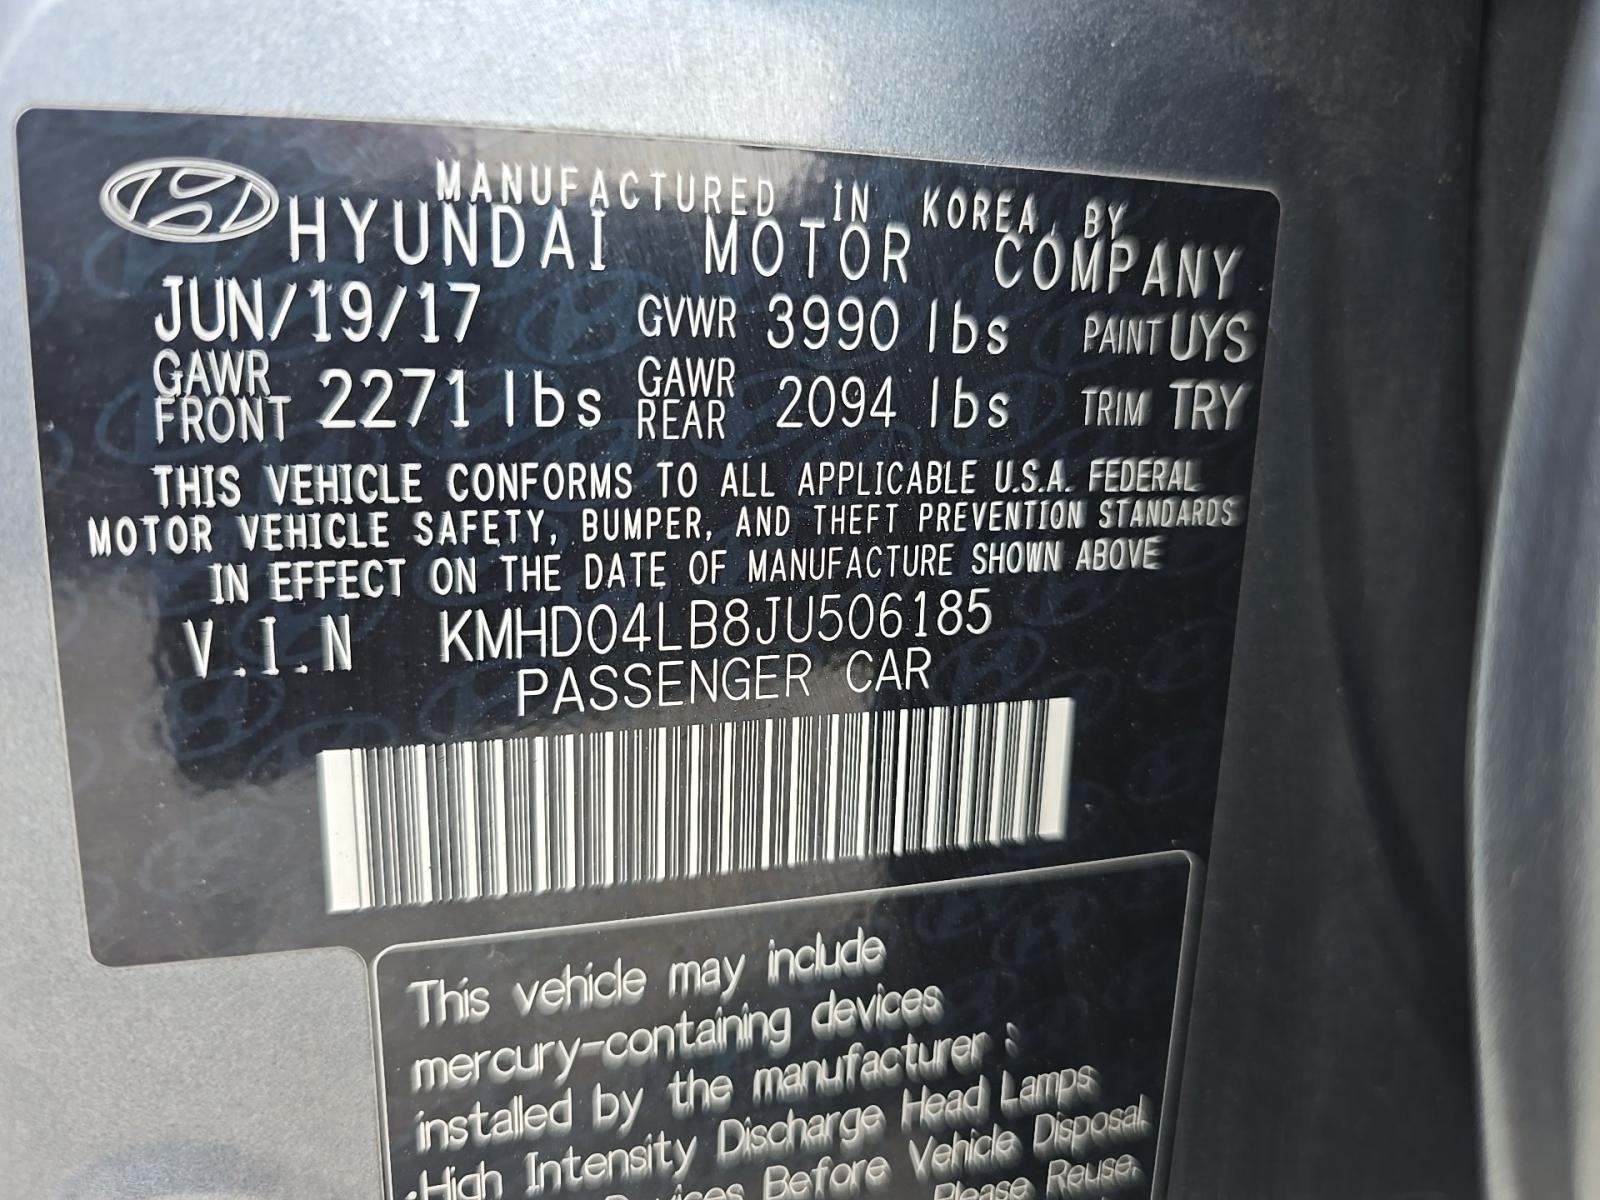 MANUFACTURED IN KOREA, BY
HYUNDAI MOTOR COMPANY
JUN/19/17 GVWR 3990 lbs PAINT UYS
GAWR FRONT 2271 lbs GAWR REAR 2094 lbs TRIM TRY
THIS VEHICLE CONFORMS TO ALL APPLICABLE U.S.A. FEDERAL
MOTOR VEHICLE SAFETY, BUMPER, AND THEFT PREVENTION STANDARDS
IN EFFECT ON THE DATE OF MANUFACTURE SHOWN ABOVE
V.I.N KMHD04LB8JU506185
PASSENGER CAR
This vehicle may include
mercury-containing devices
installed by the manufacturer :
·High Intensity Discharge Head Lamps
Devices Before Vehicle Disposal.
Please Reuse.